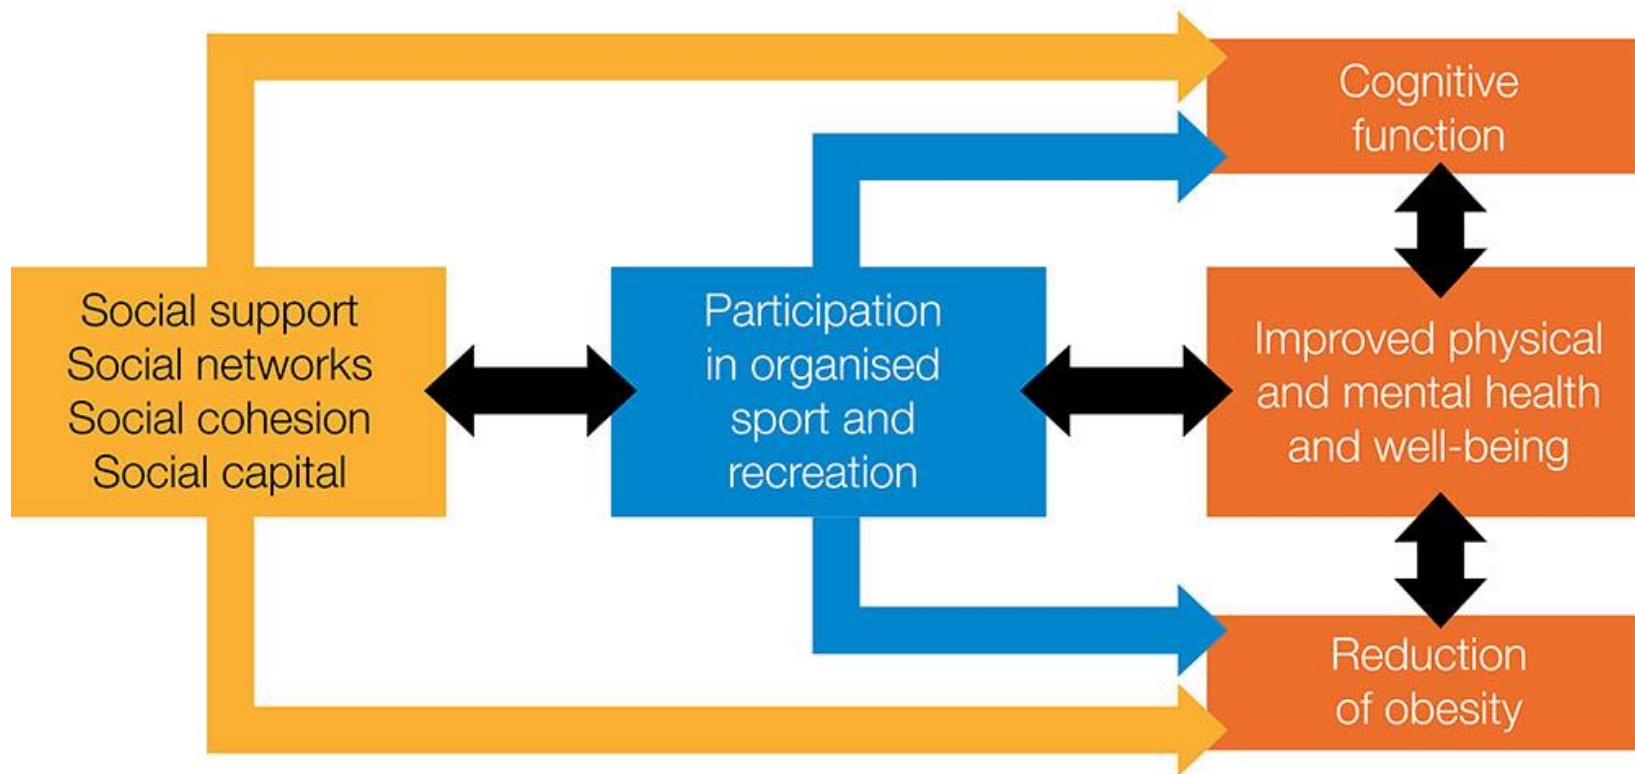 Social support
Social networks
Social cohesion
Social capital
Participation
in organised
sport and
recreation
Cognitive
function
Improved physical
and mental health
and well-being
Reduction
of obesity